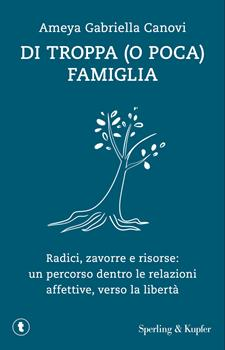 Ameya Gabriella Canovi
DI TROPPA (O POCA)
FAMIGLIA
Radici, zavorre e risorse:
un percorso dentro le relazioni
affettive, verso la libertà
t
Sperling & Kupfer